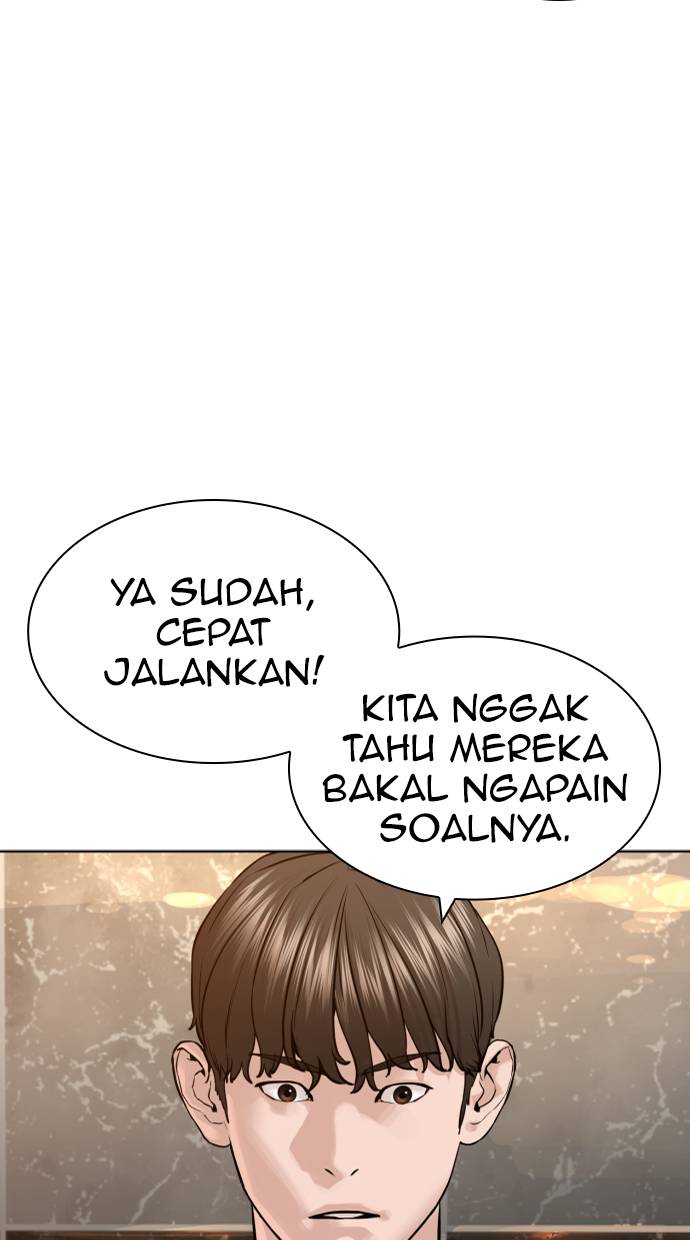 YA SUDAH,
CEPAT
JALANKAN!
KITA NGGAK
TAHU MEREKA
BAKAL NGAPAIN
SOALNYA.